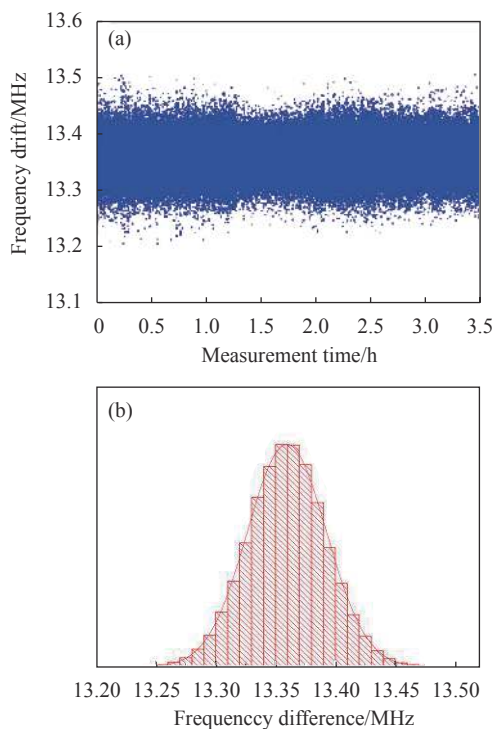 13.6
(a)
13.5
13.4
13.3
13.2
13.1
Frequency drift/MHz
0 0.5 1.0 1.5 2.0 2.5 3.0 3.5
Measurement time/h
(b)
13.20 13.25 13.30 13.35 13.40 13.45 13.50
Frequenccy difference/MHz